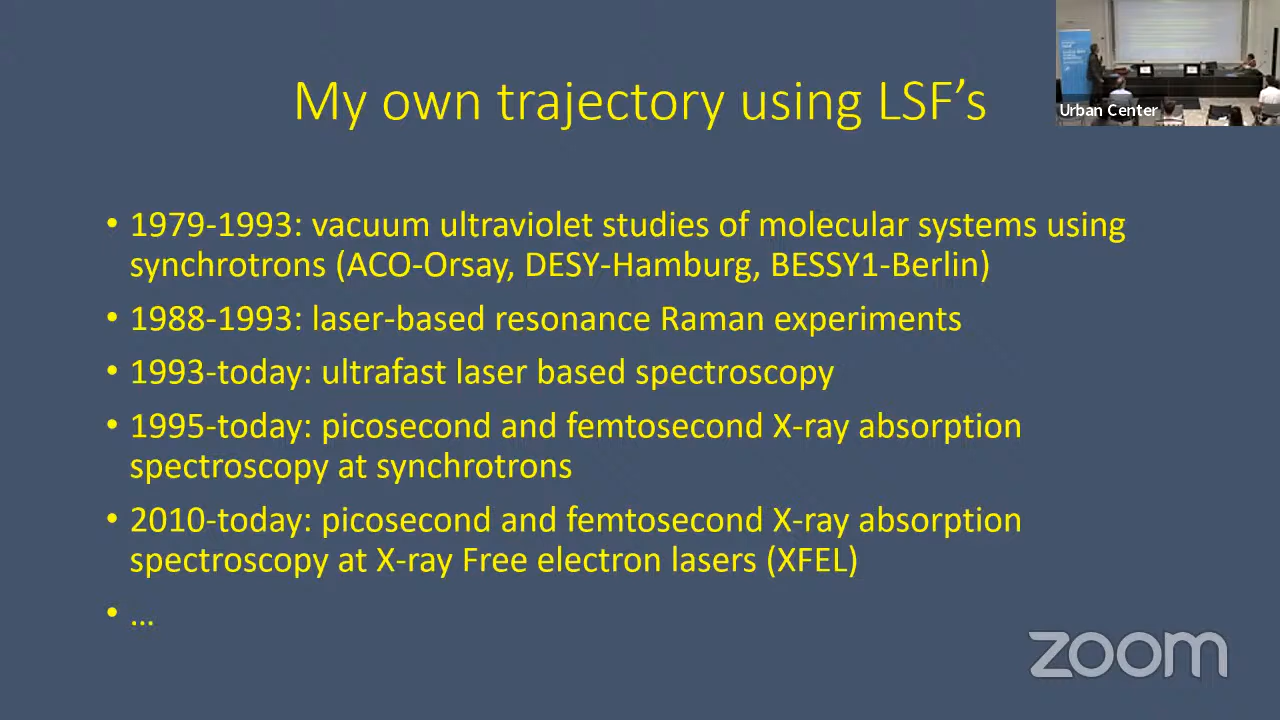 My own trajectory using LSF's
Urban Center
• 1979-1993: vacuum ultraviolet studies of molecular systems using
synchrotrons (ACO-Orsay, DESY-Hamburg, BESSY1-Berlin)
• 1988-1993: laser-based resonance Raman experiments
• 1993-today: ultrafast laser based spectroscopy
• 1995-today: picosecond and femtosecond X-ray absorption
spectroscopy at synchrotrons
• 2010-today: picosecond and femtosecond X-ray absorption
spectroscopy at X-ray Free electron lasers (XFEL)
• ...
zoom